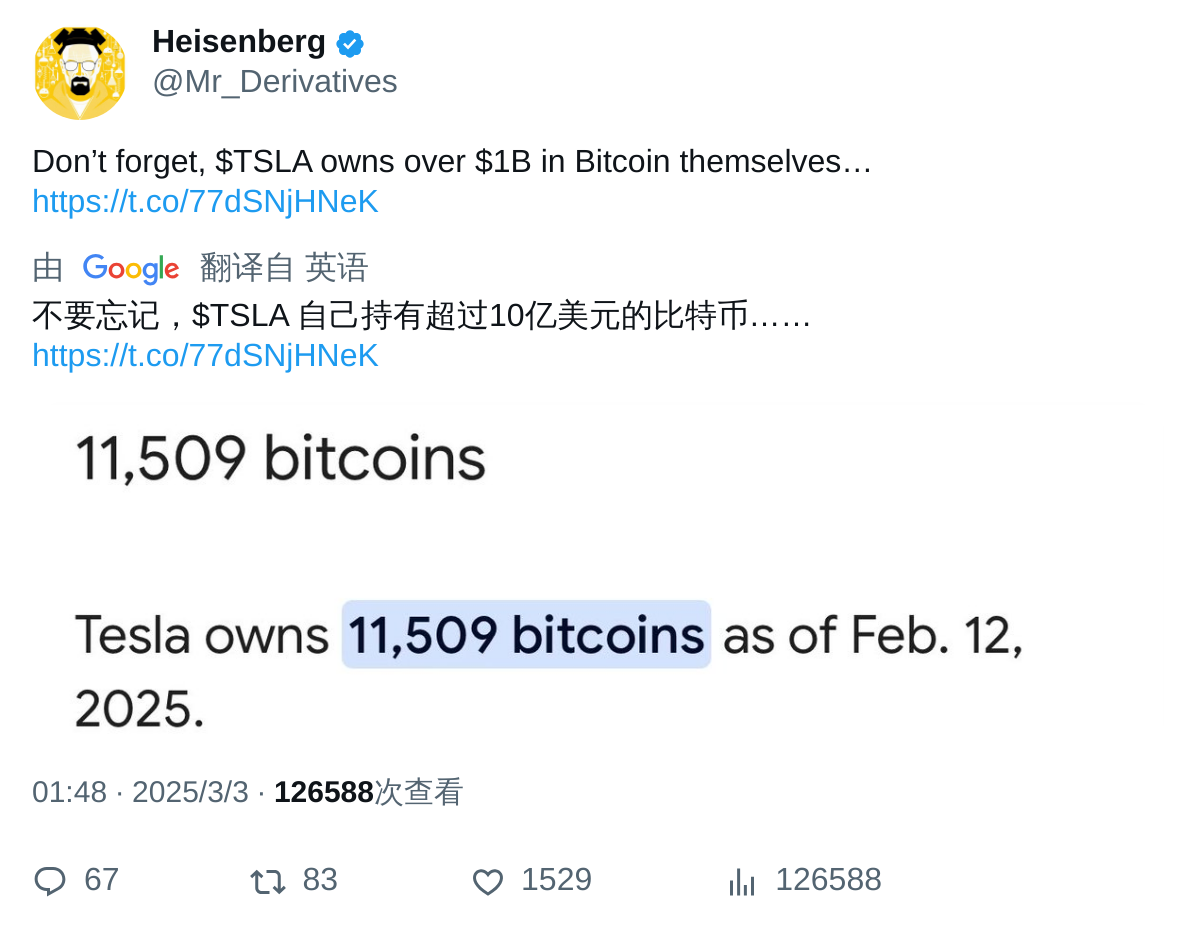 Heisenberg
@Mr_Derivatives
Don’t forget, $TSLA owns over $1B in Bitcoin themselves…
https://t.co/77dSNjHNeK
由 Google 翻译自 英语
不要忘记，$TSLA 自己持有超过10亿美元的比特币……
https://t.co/77dSNjHNeK
11,509 bitcoins
Tesla owns 11,509 bitcoins as of Feb. 12,
2025.
01:48 · 2025/3/3 · 126588次查看
67 83 1529 126588